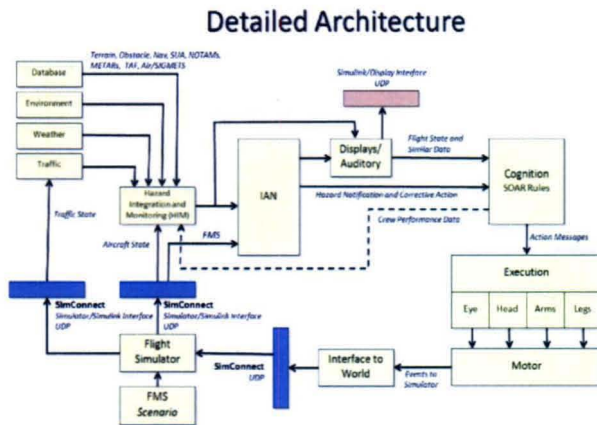 Detailed Architecture
Terrain, Obstacle, Nav, SUA, NOTAMs,
METARs, TAF, Air/SIGMETS
Database
Environment
Weather
Traffic
Simulink/Display Interface
UDP
Displays/
Auditory
Flight State and
Similar Data
Cognition
SOAR Rules
Hazard
Integration and
Monitoring (HIM)
IAN
Hazard Notification and Corrective Action
Crew Performance Data
Traffic State
Aircraft State
FMS
Action Messages
Execution
Eye
Head
Arms
Legs
Motor
SimConnect
Simulator/Simulink Interface
UDP
SimConnect
Simulator/Simulink Interface
UDP
Flight
Simulator
SimConnect
UDP
Interface to
World
Events to
Simulator
FMS
Scenario